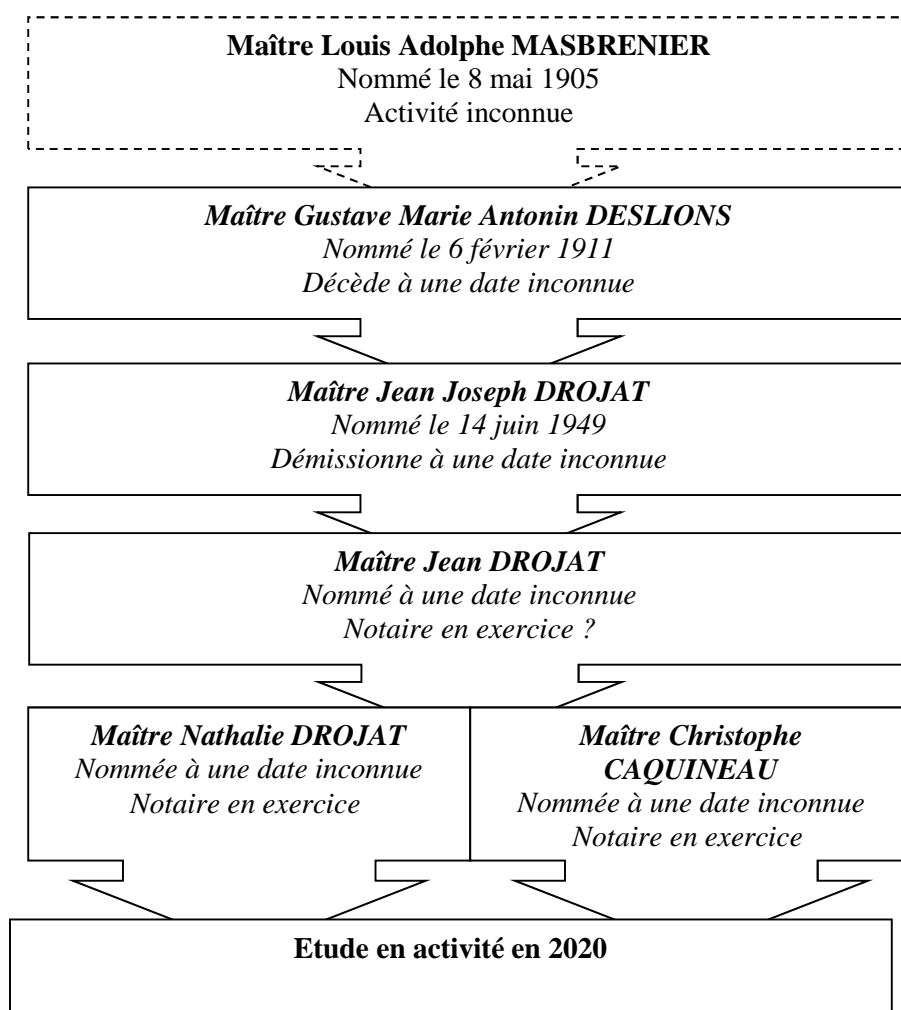 Maître Louis Adolphe MASBRENIER
Nommé le 8 mai 1905
Activité inconnue
Maître Gustave Marie Antonin DESLIONS
Nommé le 6 février 1911
Décède à une date inconnue
Maître Jean Joseph DROJAT
Nommé le 14 juin 1949
Démissionne à une date inconnue
Maître Jean DROJAT
Nommé à une date inconnue
Notaire en exercice ?
Maître Nathalie DROJAT
Nommée à une date inconnue
Notaire en exercice
Maître Christophe
CAQUINEAU
Nommée à une date inconnue
Notaire en exercice
Etude en activité en 2020